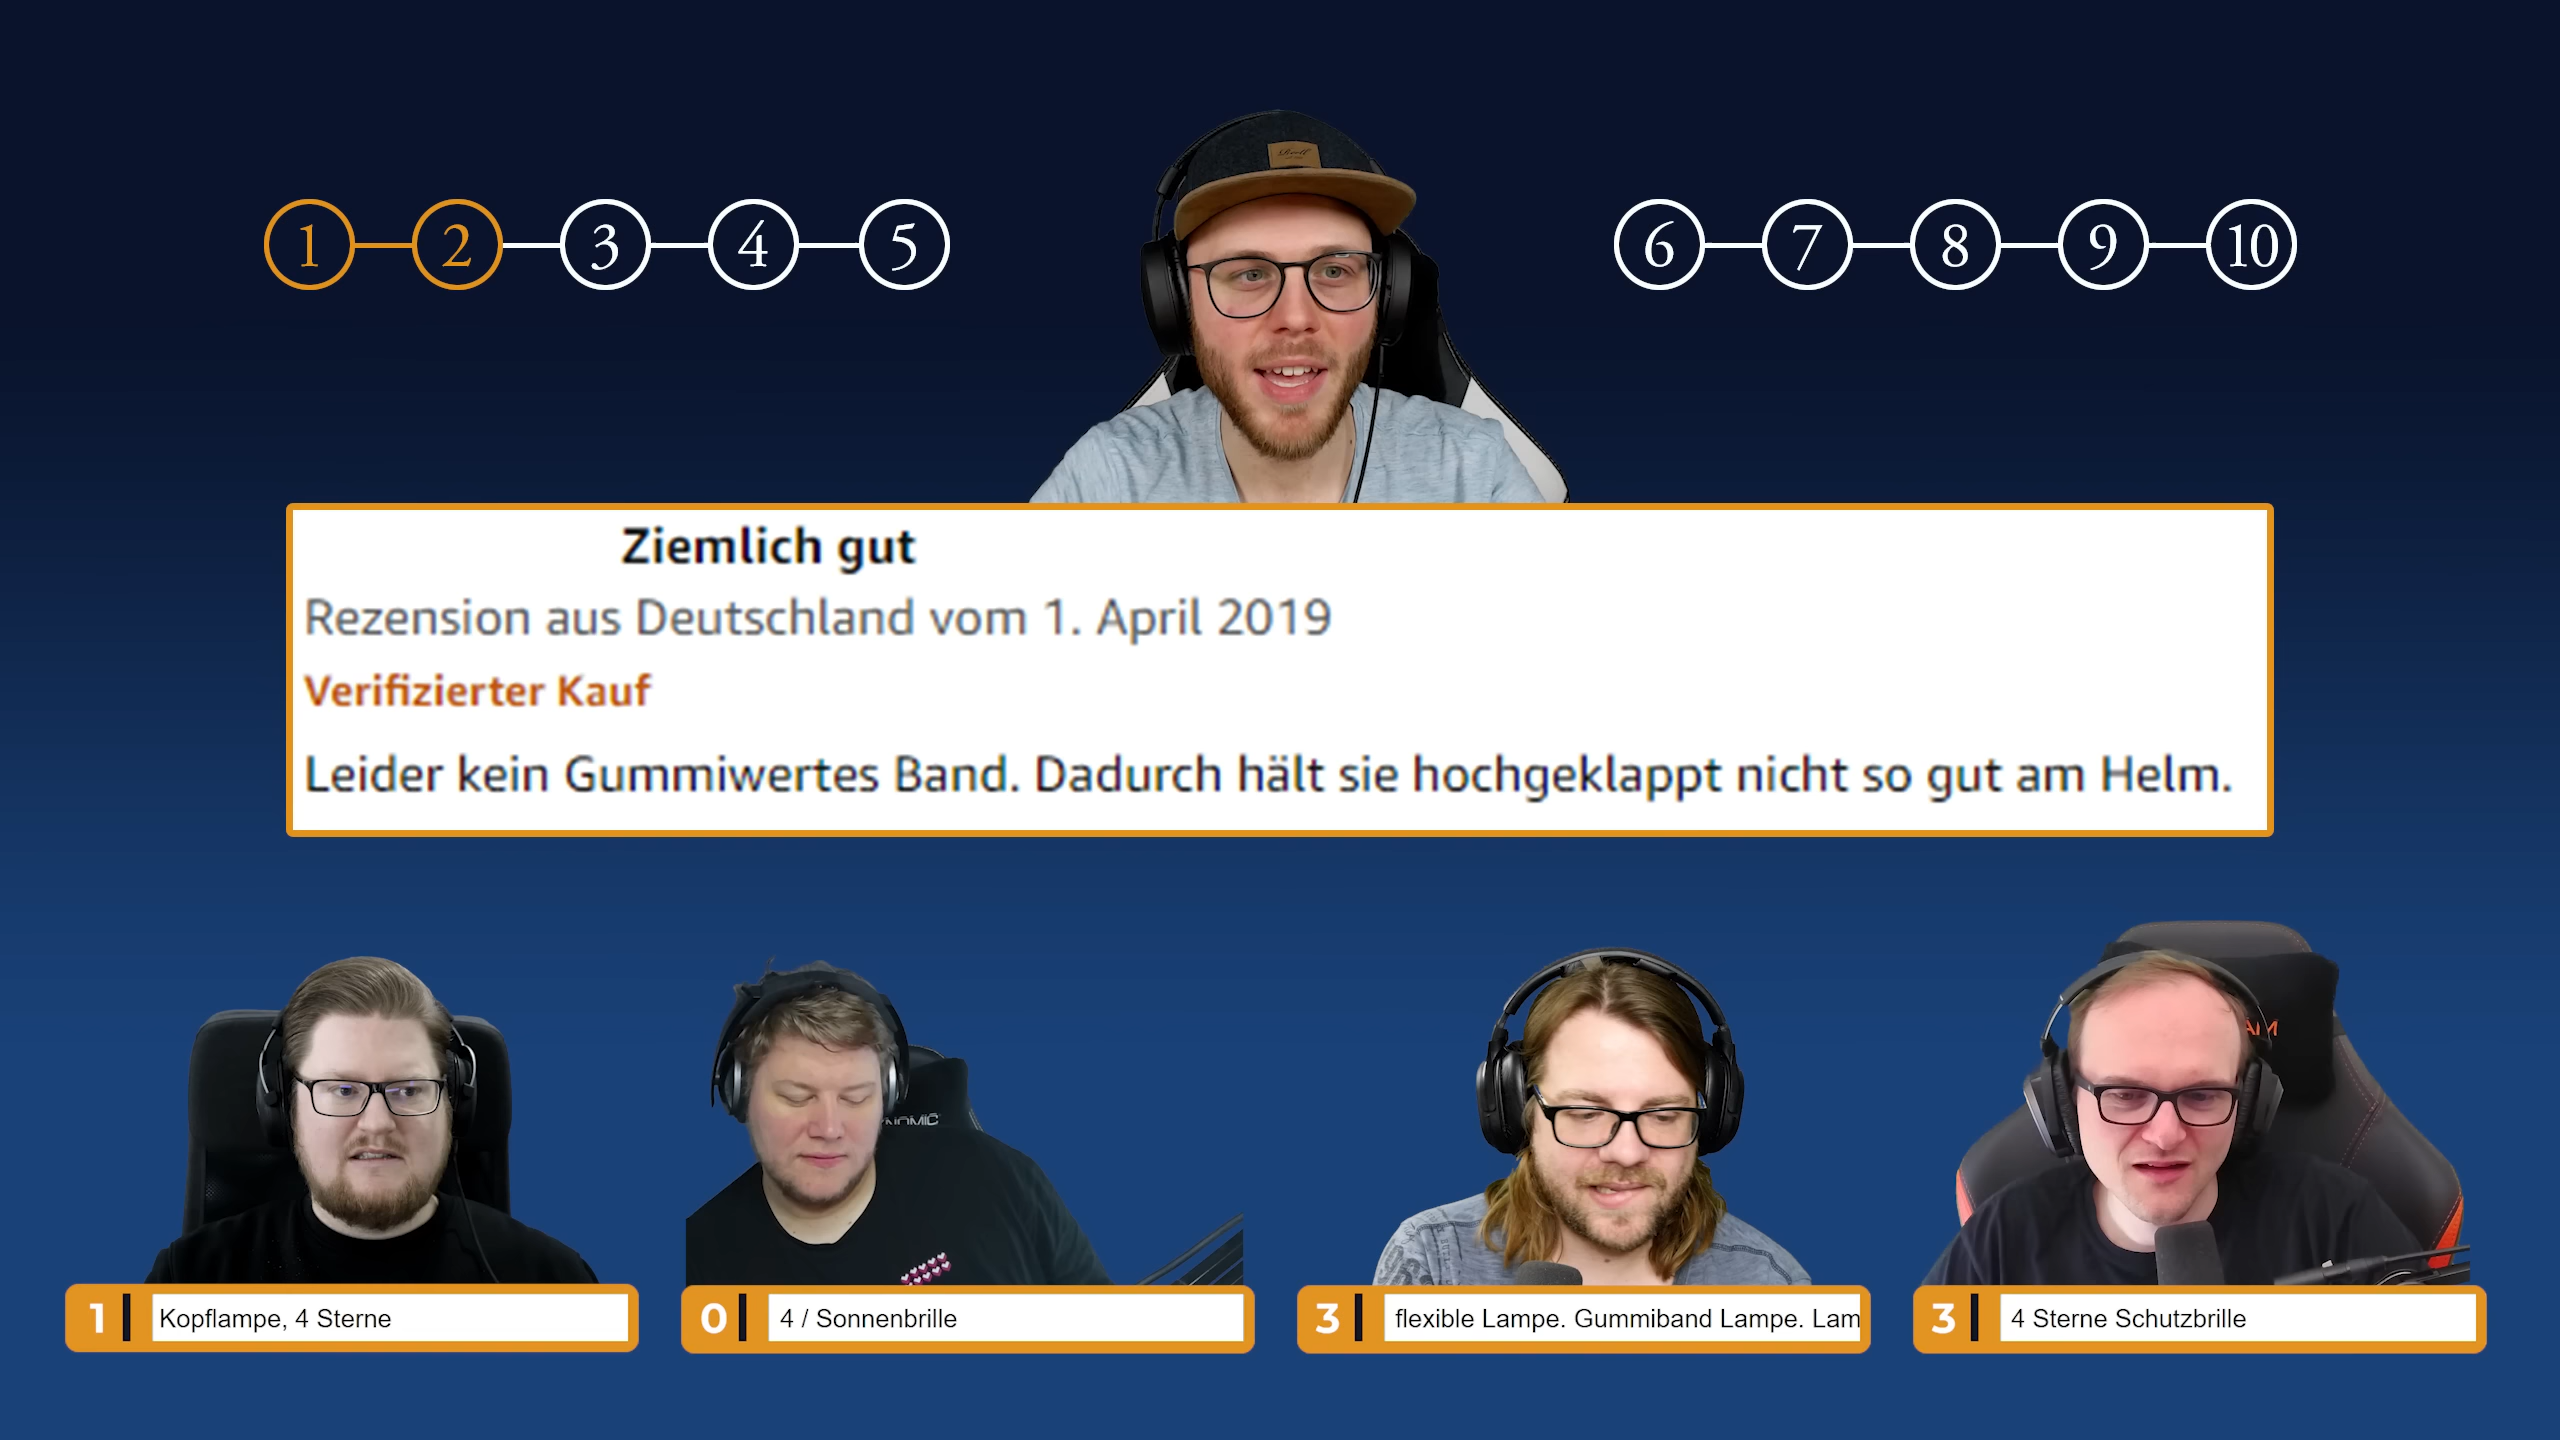 1 2 3 4 5
6 7 8 9 10
Ziemlich gut
Rezension aus Deutschland vom 1. April 2019
Verifizierter Kauf
Leider kein Gummiwertes Band. Dadurch hält sie hochgeklappt nicht so gut am Helm.
NOMIC
1 Kopflampe, 4 Sterne
0 4 / Sonnenbrille
3 flexible Lampe. Gummiband Lampe. Lam
3 4 Sterne Schutzbrille